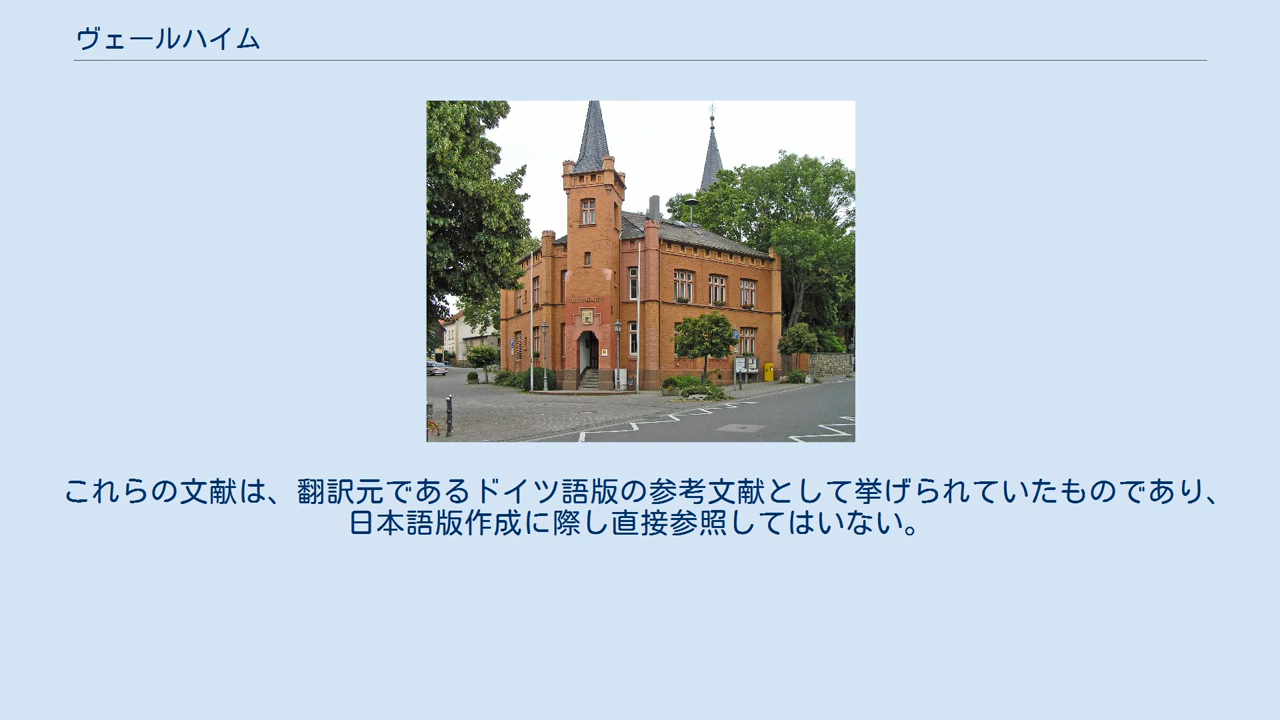 ヴェールハイム
これらの文献は、翻訳元であるドイツ語版の参考文献として挙げられていたものであり、
日本語版作成に際し直接参照してはいない。